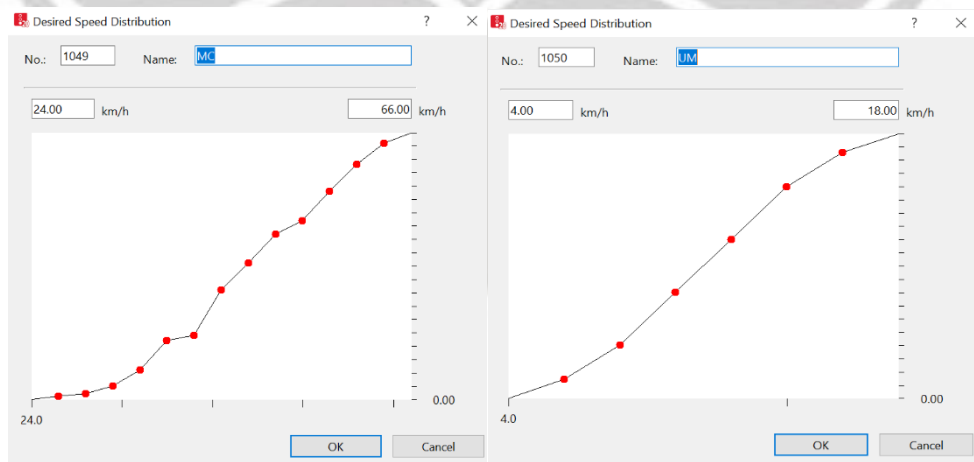 Desired Speed Distribution ? ×
No.: 1049 Name: MC
24.00 km/h 66.00 km/h
0.00
24.0
OK Cancel
Desired Speed Distribution ? ×
No.: 1050 Name: UM
4.00 km/h 18.00 km/h
0.00
4.0
OK Cancel